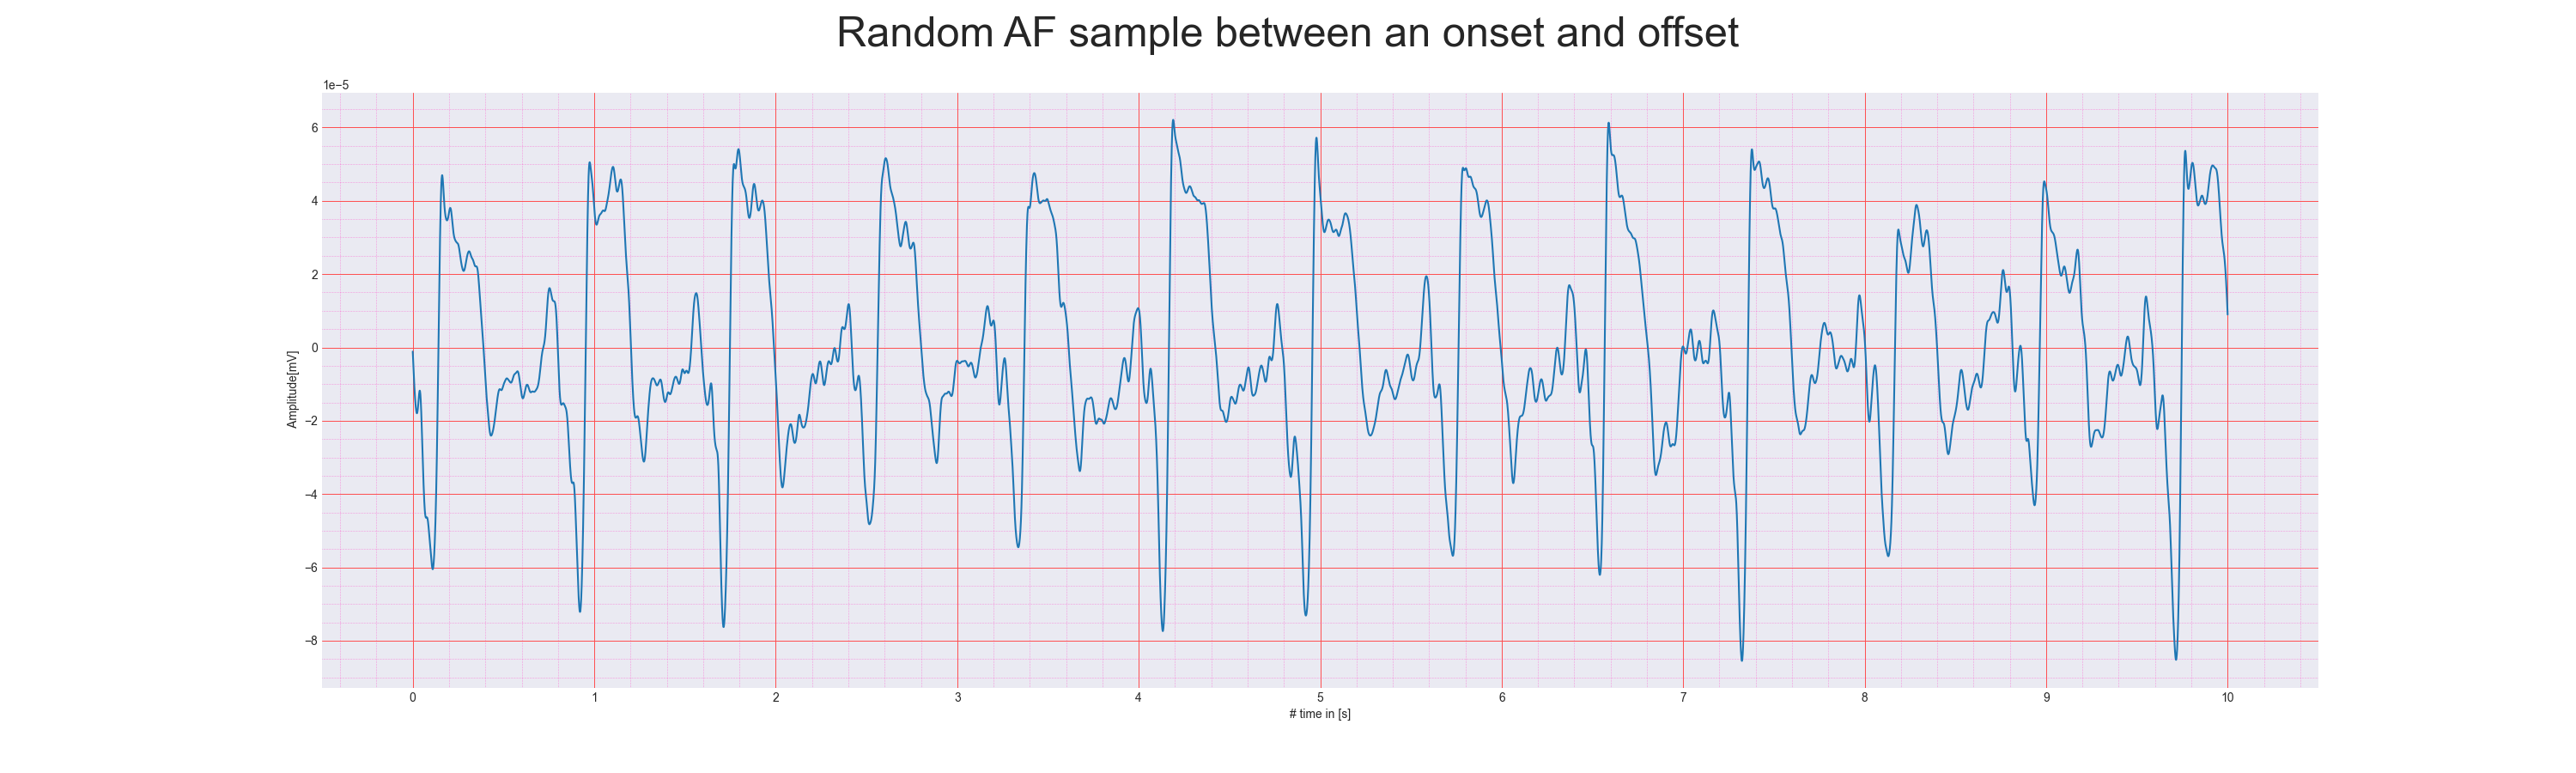 Random AF sample between an onset and offset
1e−5
6
4
2
0
−2
−4
−6
−8
Amplitude[mV]
0 1 2 3 4 5 6 7 8 9 10
# time in [s]